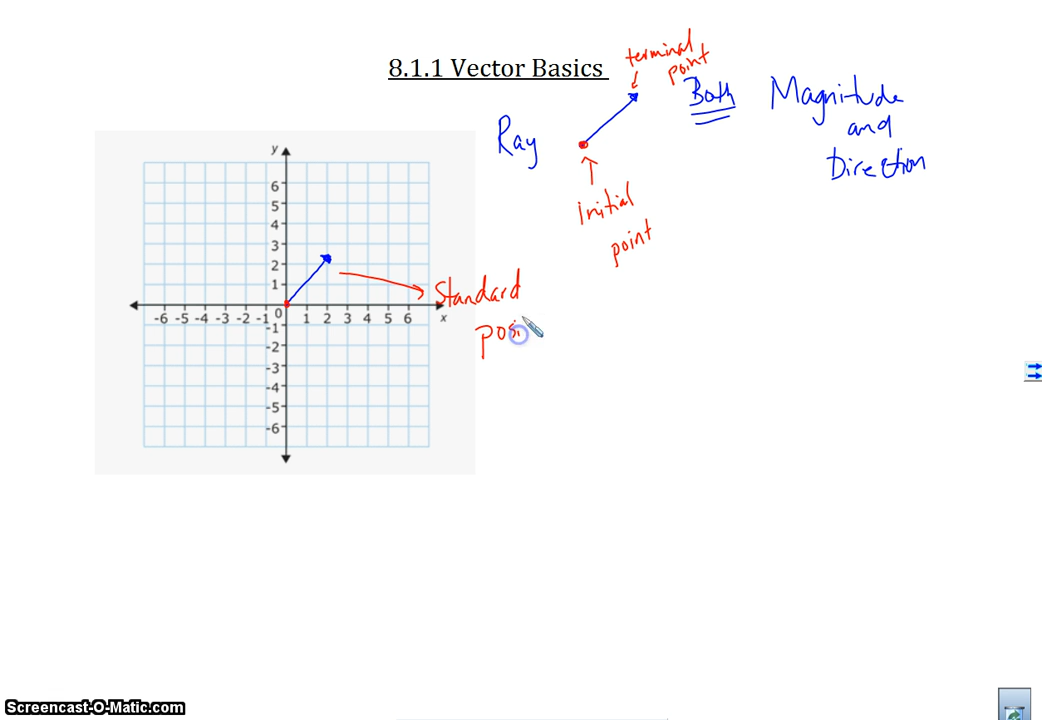 8.1.1 Vector Basics
terminal
point
Both Magnitude
and
Direction
Ray
Initial
point
y
6
5
4
3
2
1
0
-6 -5 -4 -3 -2 -1 1 2 3 4 5 6 x
-1
-2
-3
-4
-5
-6
Standard
posi
Screencast-O-Matic.com